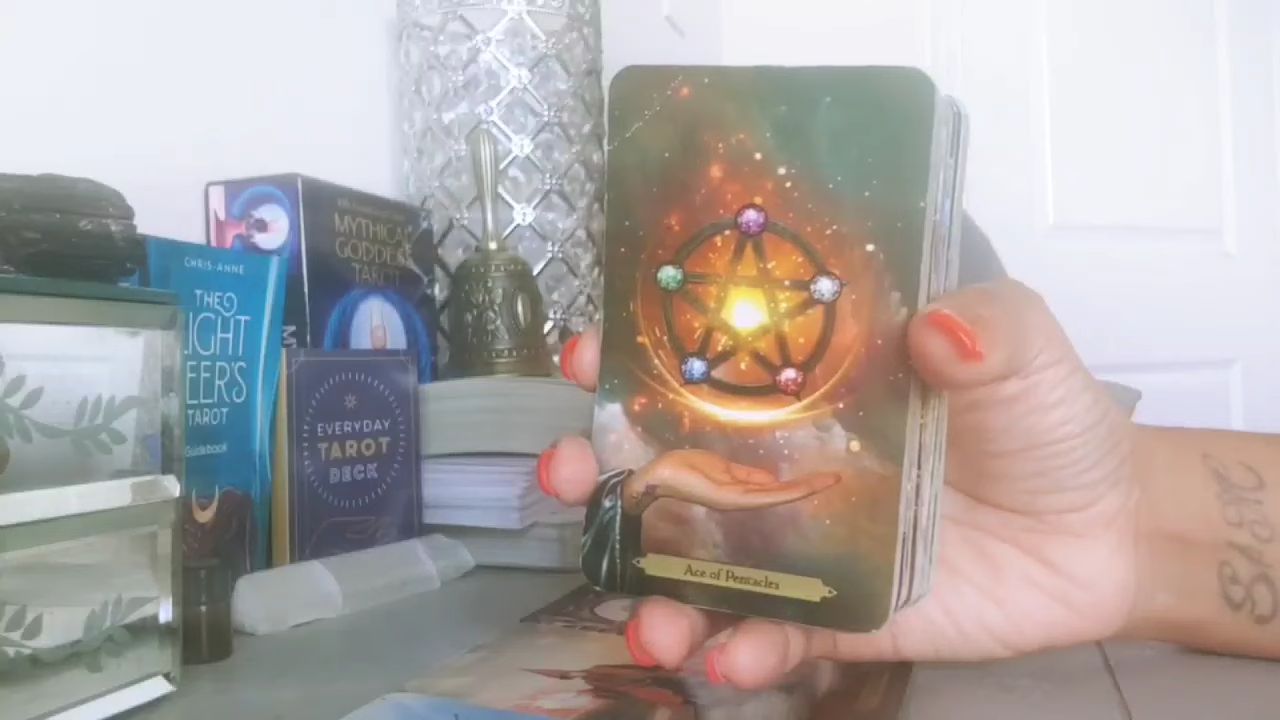 CHRIS-ANNE
THE
LIGHT
EER'S
TAROT
Guidebook
MYTHICAL
GODDESS
TAROT
EVERYDAY
TAROT
DECK
Ace of Pentacles